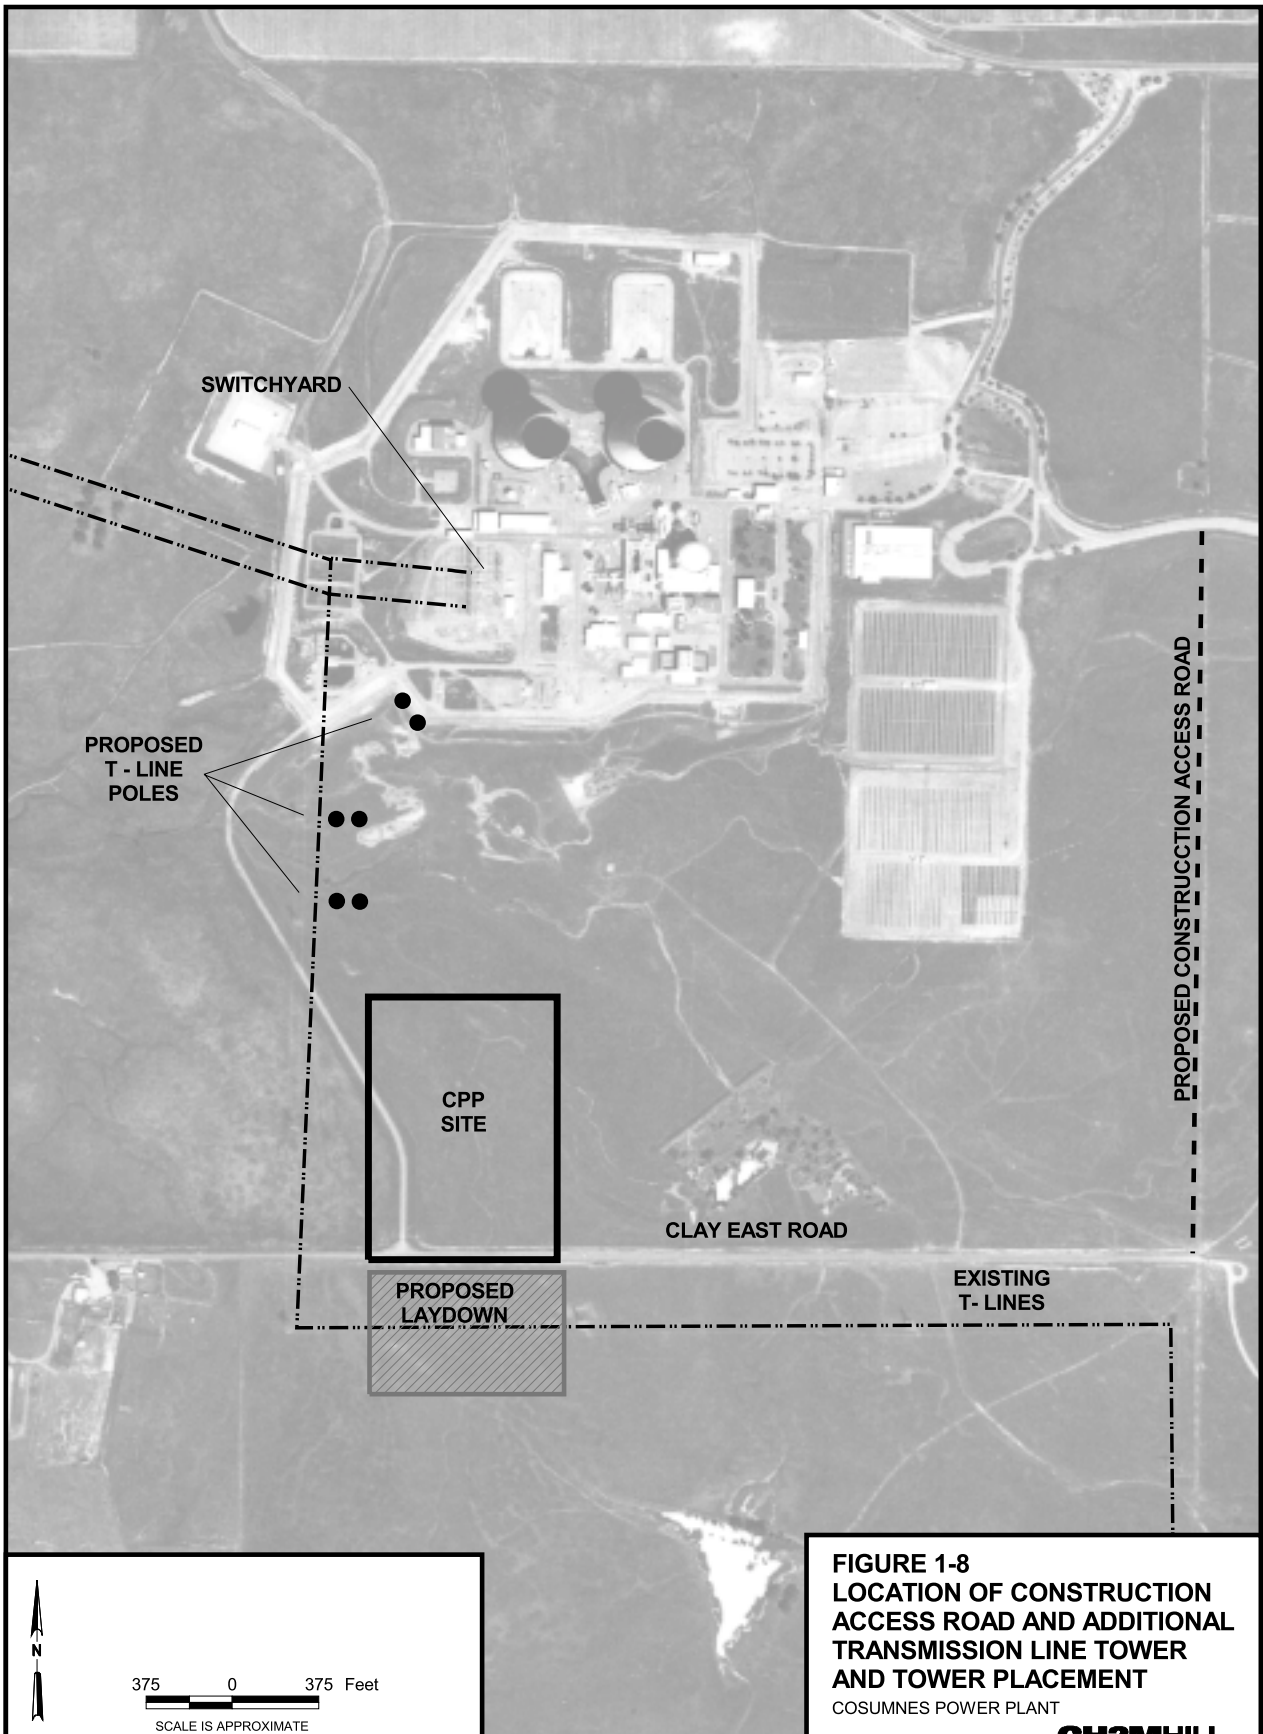 SWITCHYARD
PROPOSED
T - LINE
POLES
PROPOSED CONSTRUCCTION ACCESS ROAD
CPP
SITE
CLAY EAST ROAD
PROPOSED
LAYDOWN
EXISTING
T- LINES
N
375 0 375 Feet
SCALE IS APPROXIMATE
FIGURE 1-8
LOCATION OF CONSTRUCTION
ACCESS ROAD AND ADDITIONAL
TRANSMISSION LINE TOWER
AND TOWER PLACEMENT
COSUMNES POWER PLANT
CH2MHILL